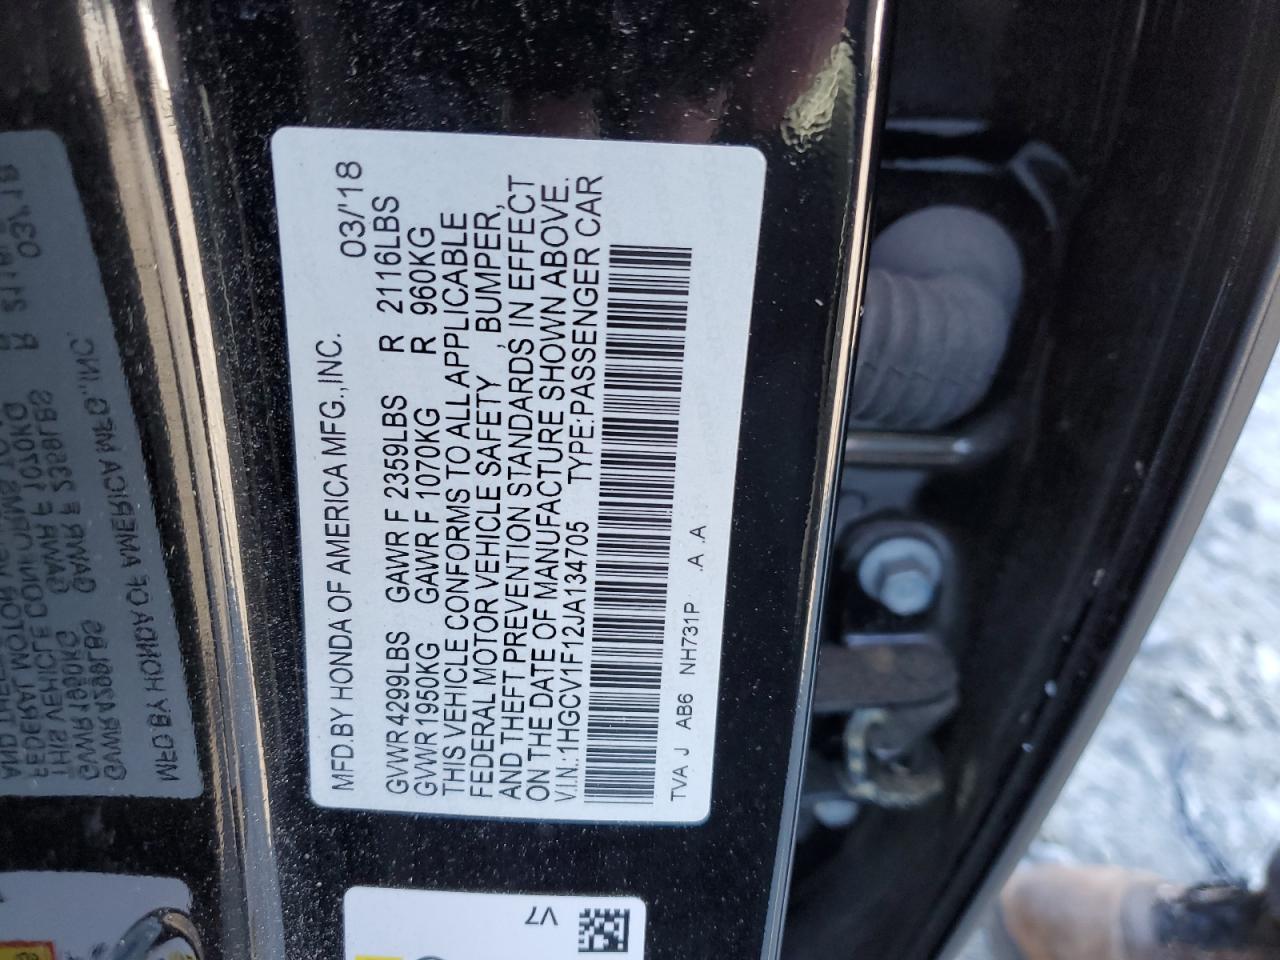 MFD.BY HONDA OF AMERICA MFG.,INC.
03/'18
GVWR 4299LBS GAWR F 2359LBS R 2116LBS
GVWR 1950KG GAWR F 1070KG R 960KG
THIS VEHICLE CONFORMS TO ALL APPLICABLE
FEDERAL MOTOR VEHICLE SAFETY , BUMPER,
AND THEFT PREVENTION STANDARDS IN EFFECT
ON THE DATE OF MANUFACTURE SHOWN ABOVE.
V.I.N.:1HGCV1F12JA134705 TYPE:PASSENGER CAR
TVA J AB6 NH731P .A .A
V7